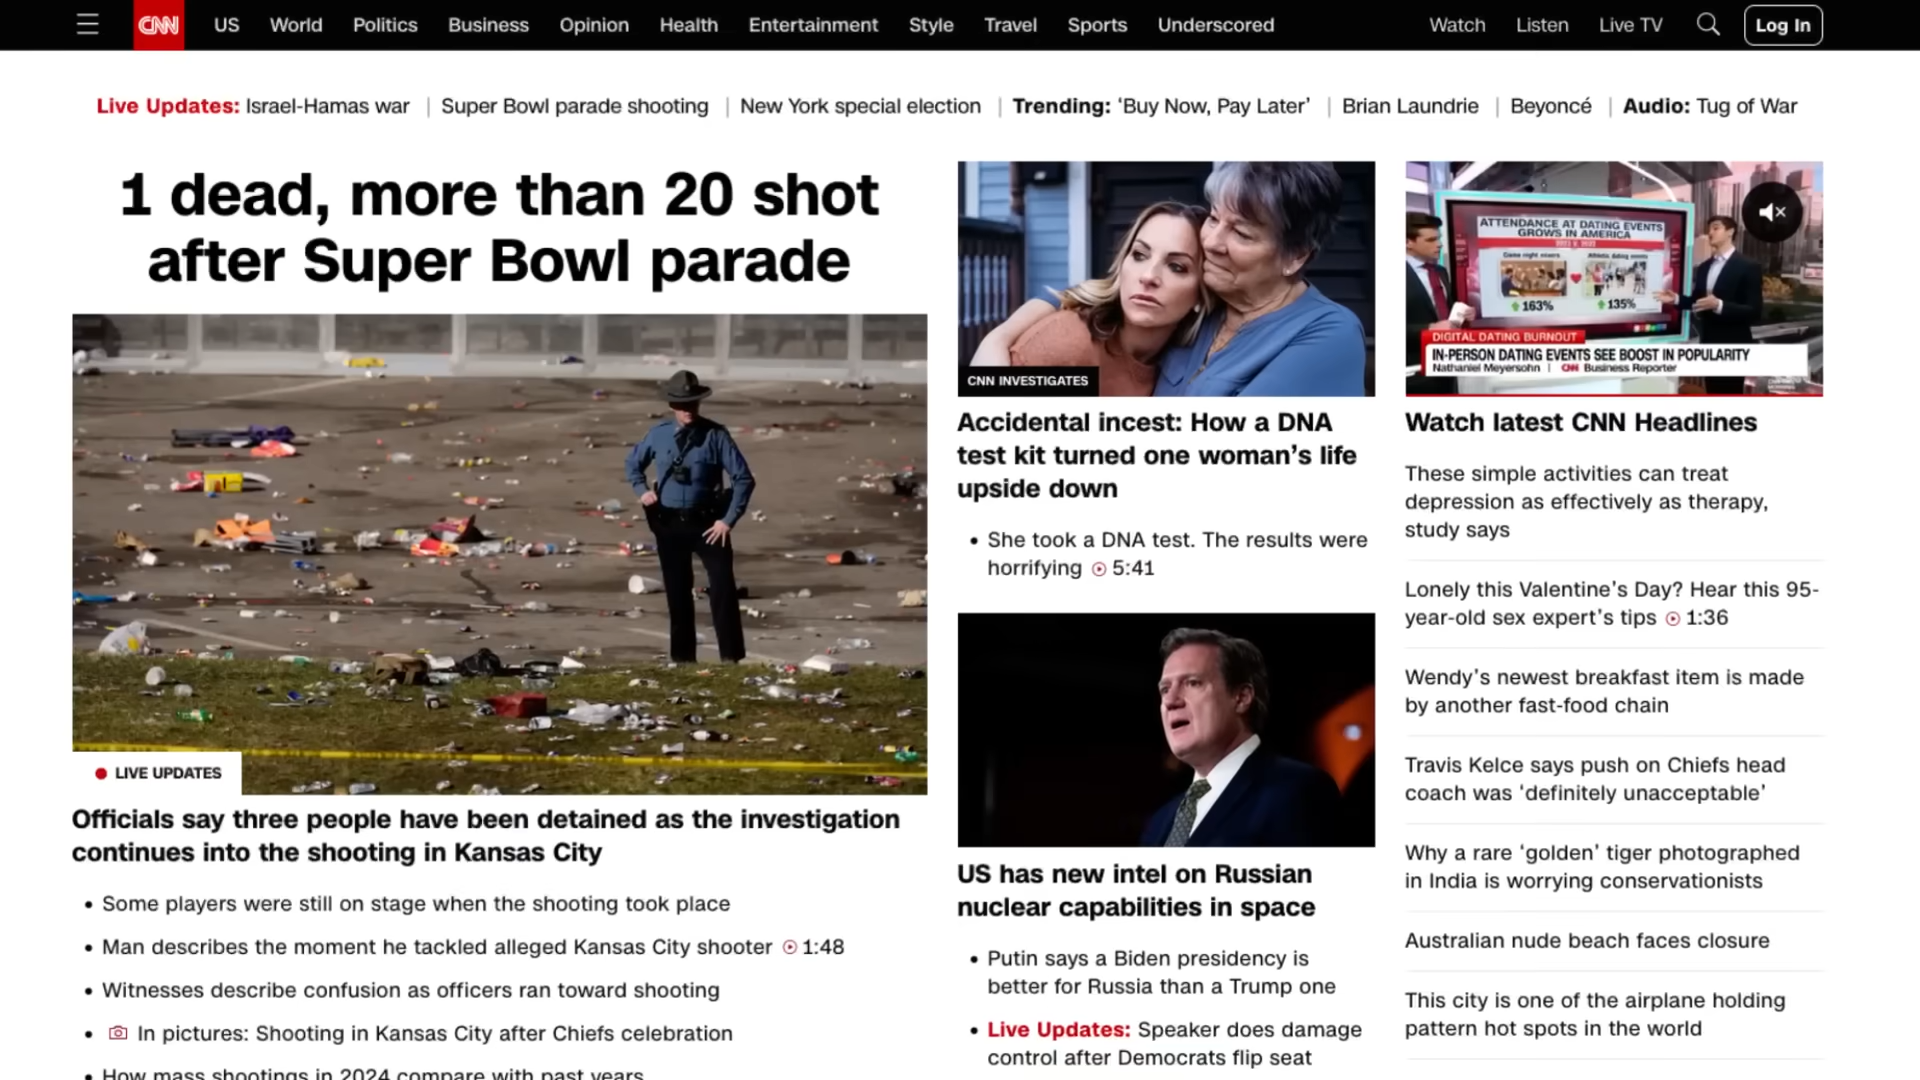 CNN
US
World
Politics
Business
Opinion
Health
Entertainment
Style
Travel
Sports
Underscored
Watch
Listen
Live TV
Log In
Live Updates: Israel-Hamas war | Super Bowl parade shooting | New York special election | Trending: ‘Buy Now, Pay Later’ | Brian Laundrie | Beyoncé | Audio: Tug of War
1 dead, more than 20 shot
after Super Bowl parade
LIVE UPDATES
Officials say three people have been detained as the investigation
continues into the shooting in Kansas City
• Some players were still on stage when the shooting took place
• Man describes the moment he tackled alleged Kansas City shooter 1:48
• Witnesses describe confusion as officers ran toward shooting
• In pictures: Shooting in Kansas City after Chiefs celebration
• How mass shootings in 2024 compare with past years
CNN INVESTIGATES
Accidental incest: How a DNA
test kit turned one woman’s life
upside down
• She took a DNA test. The results were
horrifying 5:41
US has new intel on Russian
nuclear capabilities in space
• Putin says a Biden presidency is
better for Russia than a Trump one
• Live Updates: Speaker does damage
control after Democrats flip seat
ATTENDANCE AT DATING EVENTS
GROWS IN AMERICA
Game night mixers
Athletic dating events
163%
135%
DIGITAL DATING BURNOUT
IN-PERSON DATING EVENTS SEE BOOST IN POPULARITY
Nathaniel Meyersohn | CNN Business Reporter
Watch latest CNN Headlines
These simple activities can treat
depression as effectively as therapy,
study says
Lonely this Valentine’s Day? Hear this 95-
year-old sex expert’s tips 1:36
Wendy’s newest breakfast item is made
by another fast-food chain
Travis Kelce says push on Chiefs head
coach was ‘definitely unacceptable’
Why a rare ‘golden’ tiger photographed
in India is worrying conservationists
Australian nude beach faces closure
This city is one of the airplane holding
pattern hot spots in the world